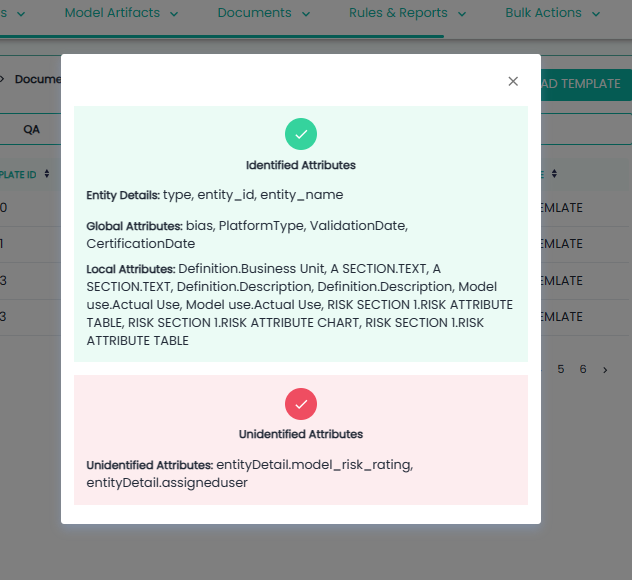 s Model Artifacts Documents Rules & Reports Bulk Actions
> Docume AD TEMPLATE
QA
PLATE ID
0 EMLATE
1 EMLATE
3 EMLATE
3 EMLATE
5 6 >
×
Identified Attributes
Entity Details: type, entity_id, entity_name
Global Attributes: bias, PlatformType, ValidationDate,
CertificationDate
Local Attributes: Definition.Business Unit, A SECTION.TEXT, A
SECTION.TEXT, Definition.Description, Definition.Description, Model
use.Actual Use, Model use.Actual Use, RISK SECTION 1.RISK ATTRIBUTE
TABLE, RISK SECTION 1.RISK ATTRIBUTE CHART, RISK SECTION 1.RISK
ATTRIBUTE TABLE
Unidentified Attributes
Unidentified Attributes: entityDetail.model_risk_rating,
entityDetail.assigneduser